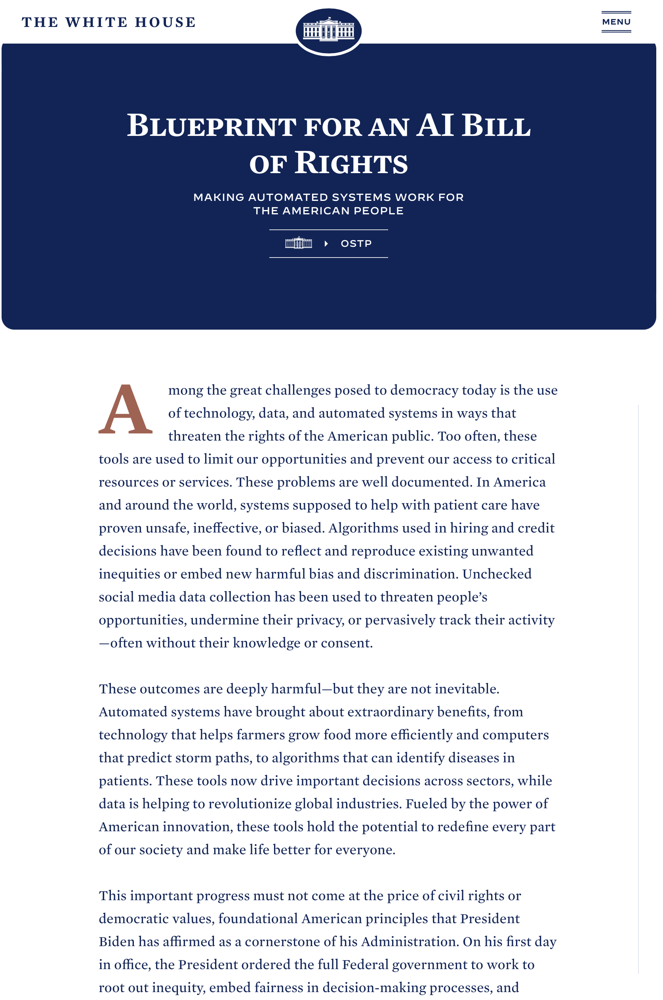 THE WHITE HOUSE
MENU
Blueprint for an AI Bill
of Rights
MAKING AUTOMATED SYSTEMS WORK FOR
THE AMERICAN PEOPLE
OSTP
Among the great challenges posed to democracy today is the use
of technology, data, and automated systems in ways that
threaten the rights of the American public. Too often, these
tools are used to limit our opportunities and prevent our access to critical
resources or services. These problems are well documented. In America
and around the world, systems supposed to help with patient care have
proven unsafe, ineffective, or biased. Algorithms used in hiring and credit
decisions have been found to reflect and reproduce existing unwanted
inequities or embed new harmful bias and discrimination. Unchecked
social media data collection has been used to threaten people’s
opportunities, undermine their privacy, or pervasively track their activity
—often without their knowledge or consent.
These outcomes are deeply harmful—but they are not inevitable.
Automated systems have brought about extraordinary benefits, from
technology that helps farmers grow food more efficiently and computers
that predict storm paths, to algorithms that can identify diseases in
patients. These tools now drive important decisions across sectors, while
data is helping to revolutionize global industries. Fueled by the power of
American innovation, these tools hold the potential to redefine every part
of our society and make life better for everyone.
This important progress must not come at the price of civil rights or
democratic values, foundational American principles that President
Biden has affirmed as a cornerstone of his Administration. On his first day
in office, the President ordered the full Federal government to work to
root out inequity, embed fairness in decision-making processes, and